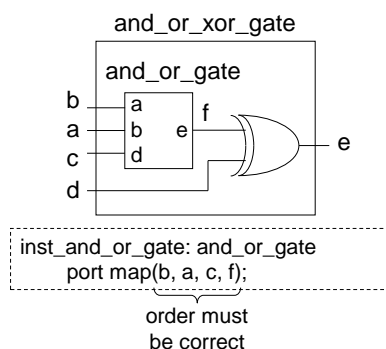 and_or_xor_gate
and_or_gate
b
a
f
a
b
e
e
c
d
d
inst_and_or_gate: and_or_gate
port map(b, a, c, f);
order must
be correct